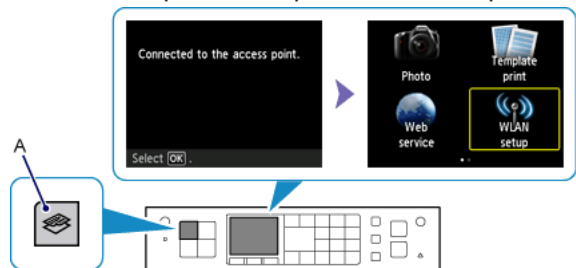 Connected to the access point.
Select OK .
Photo
Template
print
Web
service
WLAN
setup
A